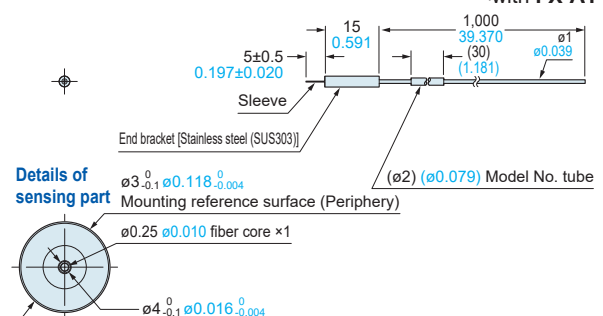 15
0.591
1,000
39.370
(30)
(1.181)
ø1
ø0.039
5±0.5
0.197±0.020
Sleeve
End bracket [Stainless steel (SUS303)]
(ø2) (ø0.079) Model No. tube
Details of
sensing part
ø3 0 -0.1 ø0.118 0 -0.004
Mounting reference surface (Periphery)
ø0.25 ø0.010 fiber core ×1
ø4 0 -0.1 ø0.016 0 -0.004